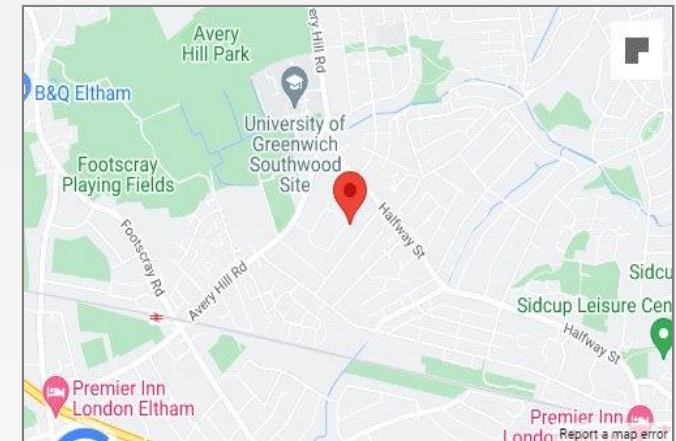 ery Hill Rd
Avery
Hill Park
B&Q Eltham
University of
Greenwich
Southwood
Site
Footscray
Playing Fields
Halfway St
Footscray Rd
Avery Hill Rd
Sidcu
Sidcup Leisure Cen
Halfway St
Premier Inn
London Eltham
Premier Inn
Londo
Report a map error